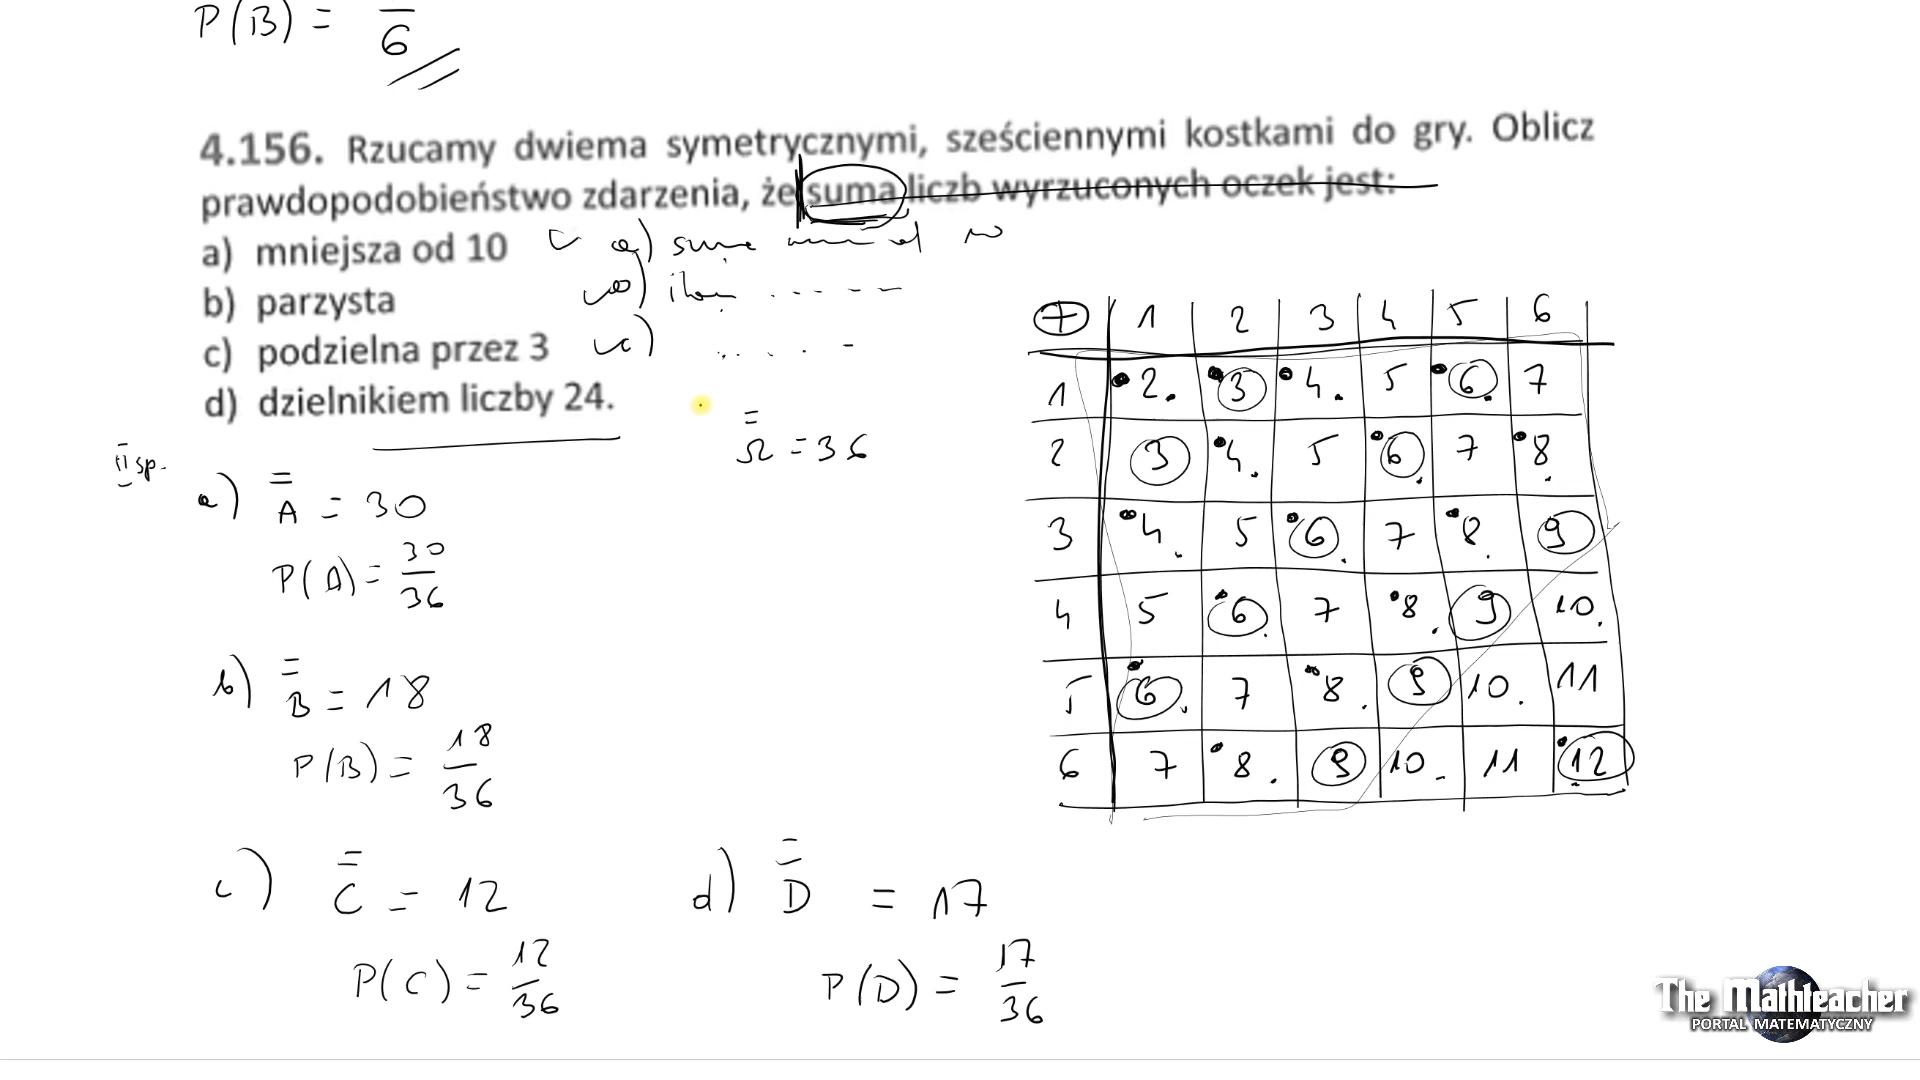 P(B) = 6
4.156. Rzucamy dwiema symetrycznymi, sześciennymi kostkami do gry. Oblicz
prawdopodobieństwo zdarzenia, że suma liczb wyrzuconych oczek jest:
a) mniejsza od 10
b) parzysta
c) podzielna przez 3
d) dzielnikiem liczby 24.
a) suma
b)
c)
Ω = 36
II sp.
a) A = 30
P(A) = 30/36
b) B = 18
P(B) = 18/36
c) C = 12
P(C) = 12/36
d) D = 17
P(D) = 17/36
+ 1 2 3 4 5 6
1 2 3 4 5 6 7
2 3 4 5 6 7 8
3 4 5 6 7 8 9
4 5 6 7 8 9 10
5 6 7 8 9 10 11
6 7 8 9 10 11 12
The Mathteacher
PORTAL MATEMATYCZNY